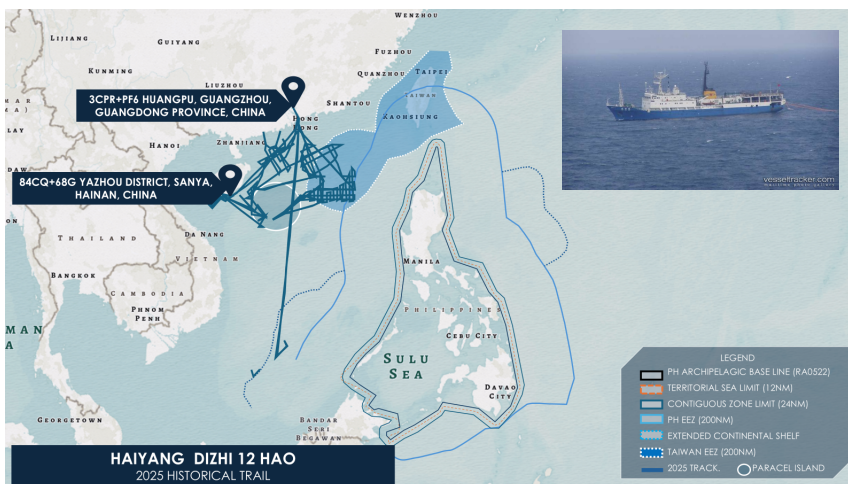 WENZHOU
LIJIANG
GUIYANG
FUZHOU
KUNMING
QUANZHOU
TAIPEI
LIUZHOU
TAIWAN
3CPR+PF6 HUANGPU, GUANGZHOU,
GUANGDONG PROVINCE, CHINA
SHANTOU
KAOHSIUNG
HONG
KONG
ZHANJIANG
HANOI
84CQ+68G YAZHOU DISTRICT, SANYA,
HAINAN, CHINA
THAILAND
DA NANG
VIETNAM
MANILA
BANGKOK
CAMBODIA
PHNOM
PENH
PHILIPPINES
CEBU CITY
MAN
A
SULU
SEA
DAVAO
CITY
GEORGETOWN
BANDAR
SERI
BEGAWAN
vesseltracker.com
LEGEND
PH ARCHIPELAGIC BASE LINE (RA0522)
TERRITORIAL SEA LIMIT (12NM)
CONTIGUOUS ZONE LIMIT (24NM)
PH EEZ (200NM)
EXTENDED CONTINENTAL SHELF
TAIWAN EEZ (200NM)
2025 TRACK.
PARACEL ISLAND
HAIYANG DIZHI 12 HAO
2025 HISTORICAL TRAIL